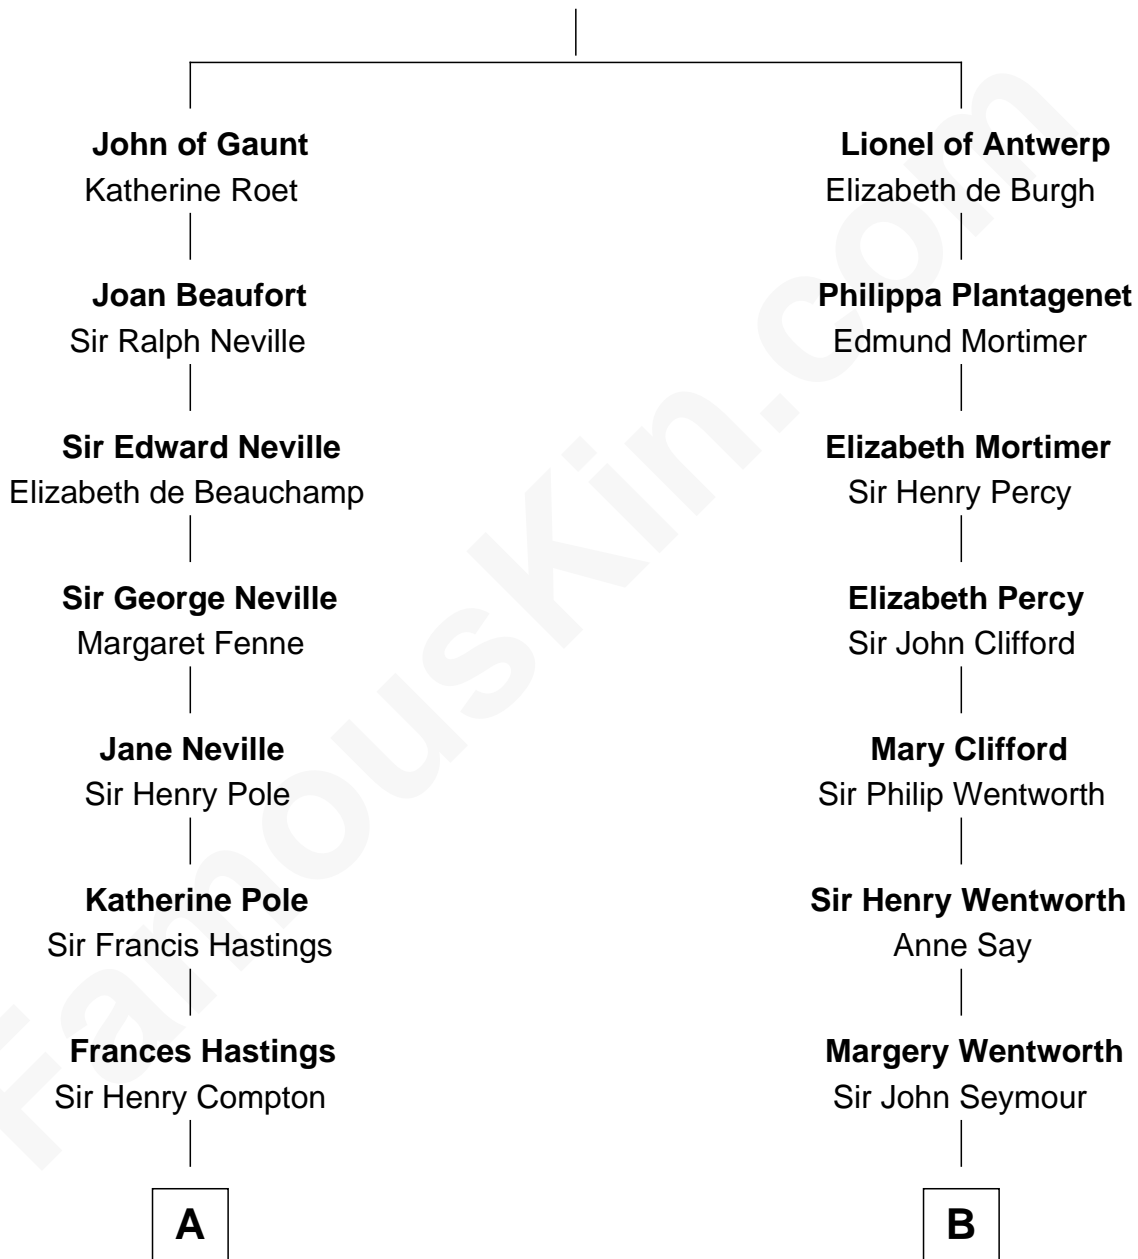 John of Gaunt
Katherine Roet
Lionel of Antwerp
Elizabeth de Burgh
Joan Beaufort
Sir Ralph Neville
Philippa Plantagenet
Edmund Mortimer
Sir Edward Neville
Elizabeth de Beauchamp
Elizabeth Mortimer
Sir Henry Percy
Sir George Neville
Margaret Fenne
Elizabeth Percy
Sir John Clifford
Jane Neville
Sir Henry Pole
Mary Clifford
Sir Philip Wentworth
Katherine Pole
Sir Francis Hastings
Sir Henry Wentworth
Anne Say
Frances Hastings
Sir Henry Compton
Margery Wentworth
Sir John Seymour
A
B
FamousKin.com